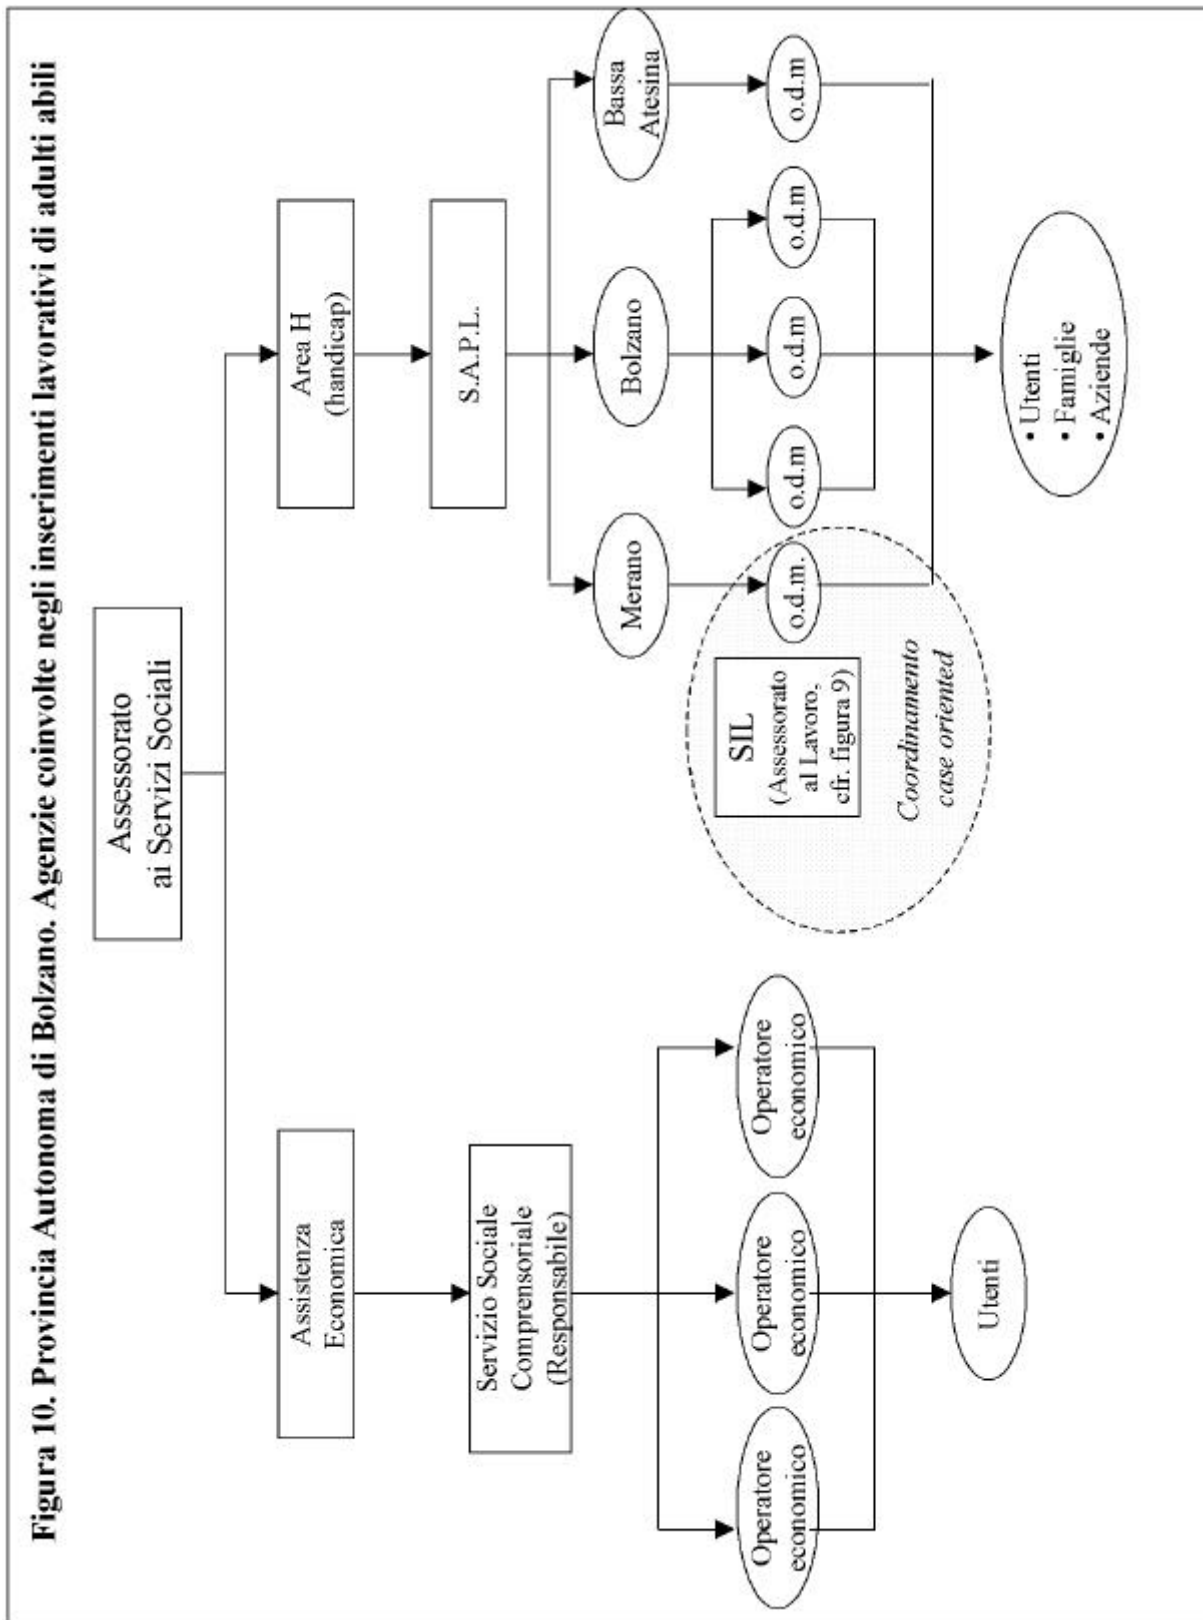 Figura 10. Provincia Autonoma di Bolzano. Agenzie coinvolte negli inserimenti lavorativi di adulti abili
Assessorato
ai Servizi Sociali
Assistenza
Economica
Area H
(handicap)
Servizio Sociale
Comprensoriale
(Responsabile)
S.A.P.L.
Merano
Bolzano
Bassa
Atesina
Operatore
economico
Operatore
economico
Operatore
economico
SIL
(Assessorato
al Lavoro,
cfr. figura 9)
Coordinamento
case oriented
o.d.m.
o.d.m
o.d.m
o.d.m
o.d.m
Utenti
• Utenti
• Famiglie
• Aziende